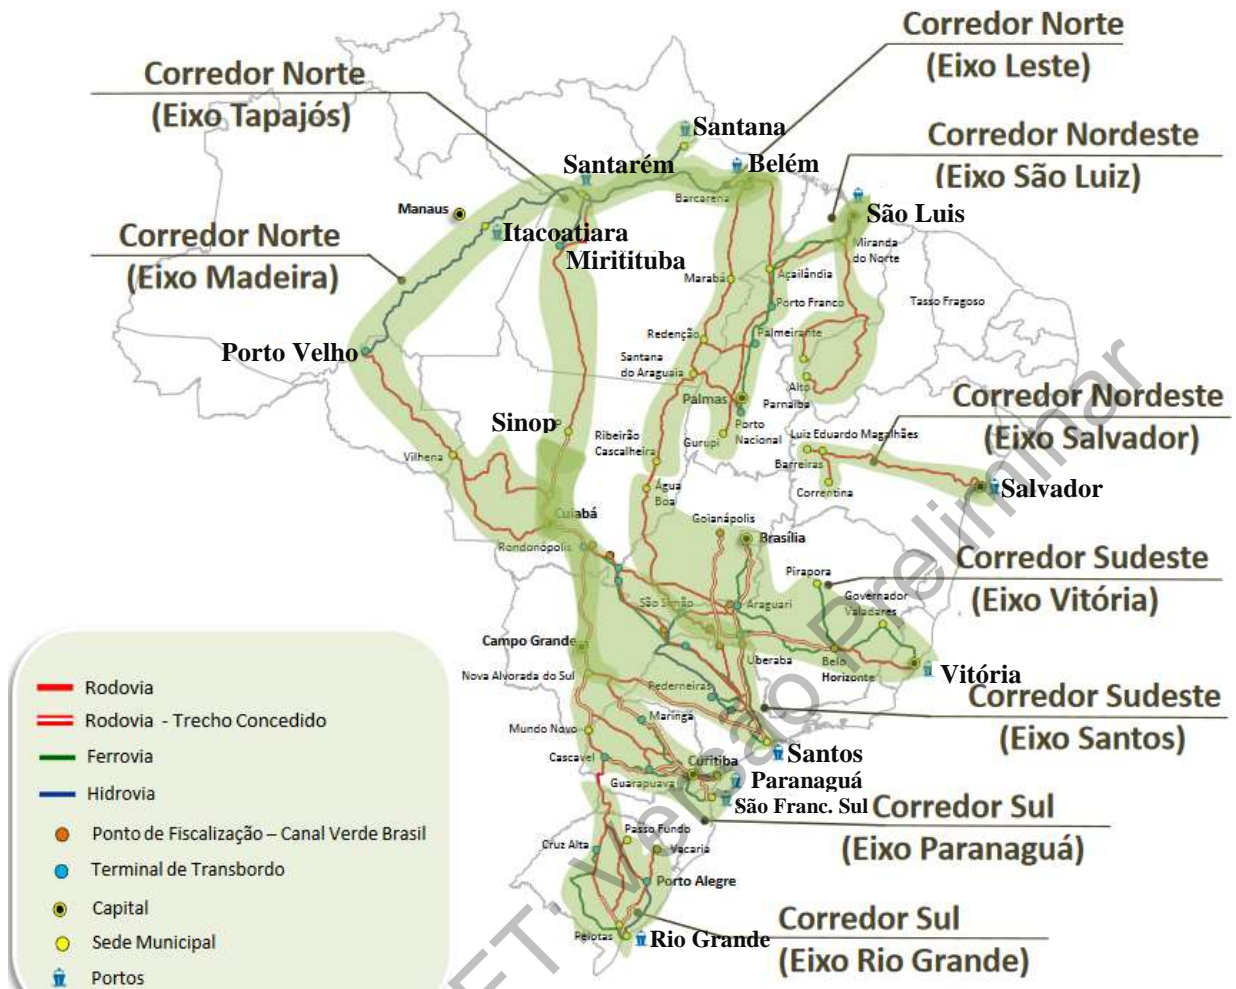 Corredor Norte
(Eixo Leste)
Corredor Norte
(Eixo Tapajós)
Santana
Corredor Nordeste
(Eixo São Luiz)
Santarém
Belém
Barcarena
Manaus
São Luis
Itacoatiara
Corredor Norte
(Eixo Madeira)
Miritituba
Miranda
do Norte
Marabá
Açailândia
Porto Franco
Tasso Fragoso
Redenção
Palmeirante
Porto Velho
Santana
do Araguaia
Alto
Parnaíba
Palmas
Corredor Nordeste
(Eixo Salvador)
Sinop
Ribeirão
Cascalheira
Gurupi
Porto
Nacional
Luiz Eduardo Magalhães
Vilhena
Barreiras
Correntina
Salvador
Água
Boa
Cuiabá
Goianápolis
Brasília
Rondonópolis
Corredor Sudeste
(Eixo Vitória)
Pirapora
São Simão
Araguari
Governador
Valadares
Campo Grande
Uberaba
Belo
Horizonte
Vitória
Nova Alvorada do Sul
Pederneiras
Corredor Sudeste
(Eixo Santos)
Maringá
Mundo Novo
Santos
Cascavel
Curitiba
Guarapuava
Paranaguá
São Franc. Sul
Corredor Sul
(Eixo Paranaguá)
Passo Fundo
Cruz Alta
Vacaria
Porto Alegre
Corredor Sul
(Eixo Rio Grande)
Pelotas
Rio Grande
Rodovia
Rodovia - Trecho Concedido
Ferrovia
Hidrovia
Ponto de Fiscalização – Canal Verde Brasil
Terminal de Transbordo
Capital
Sede Municipal
Portos
ET: Versão Preliminar